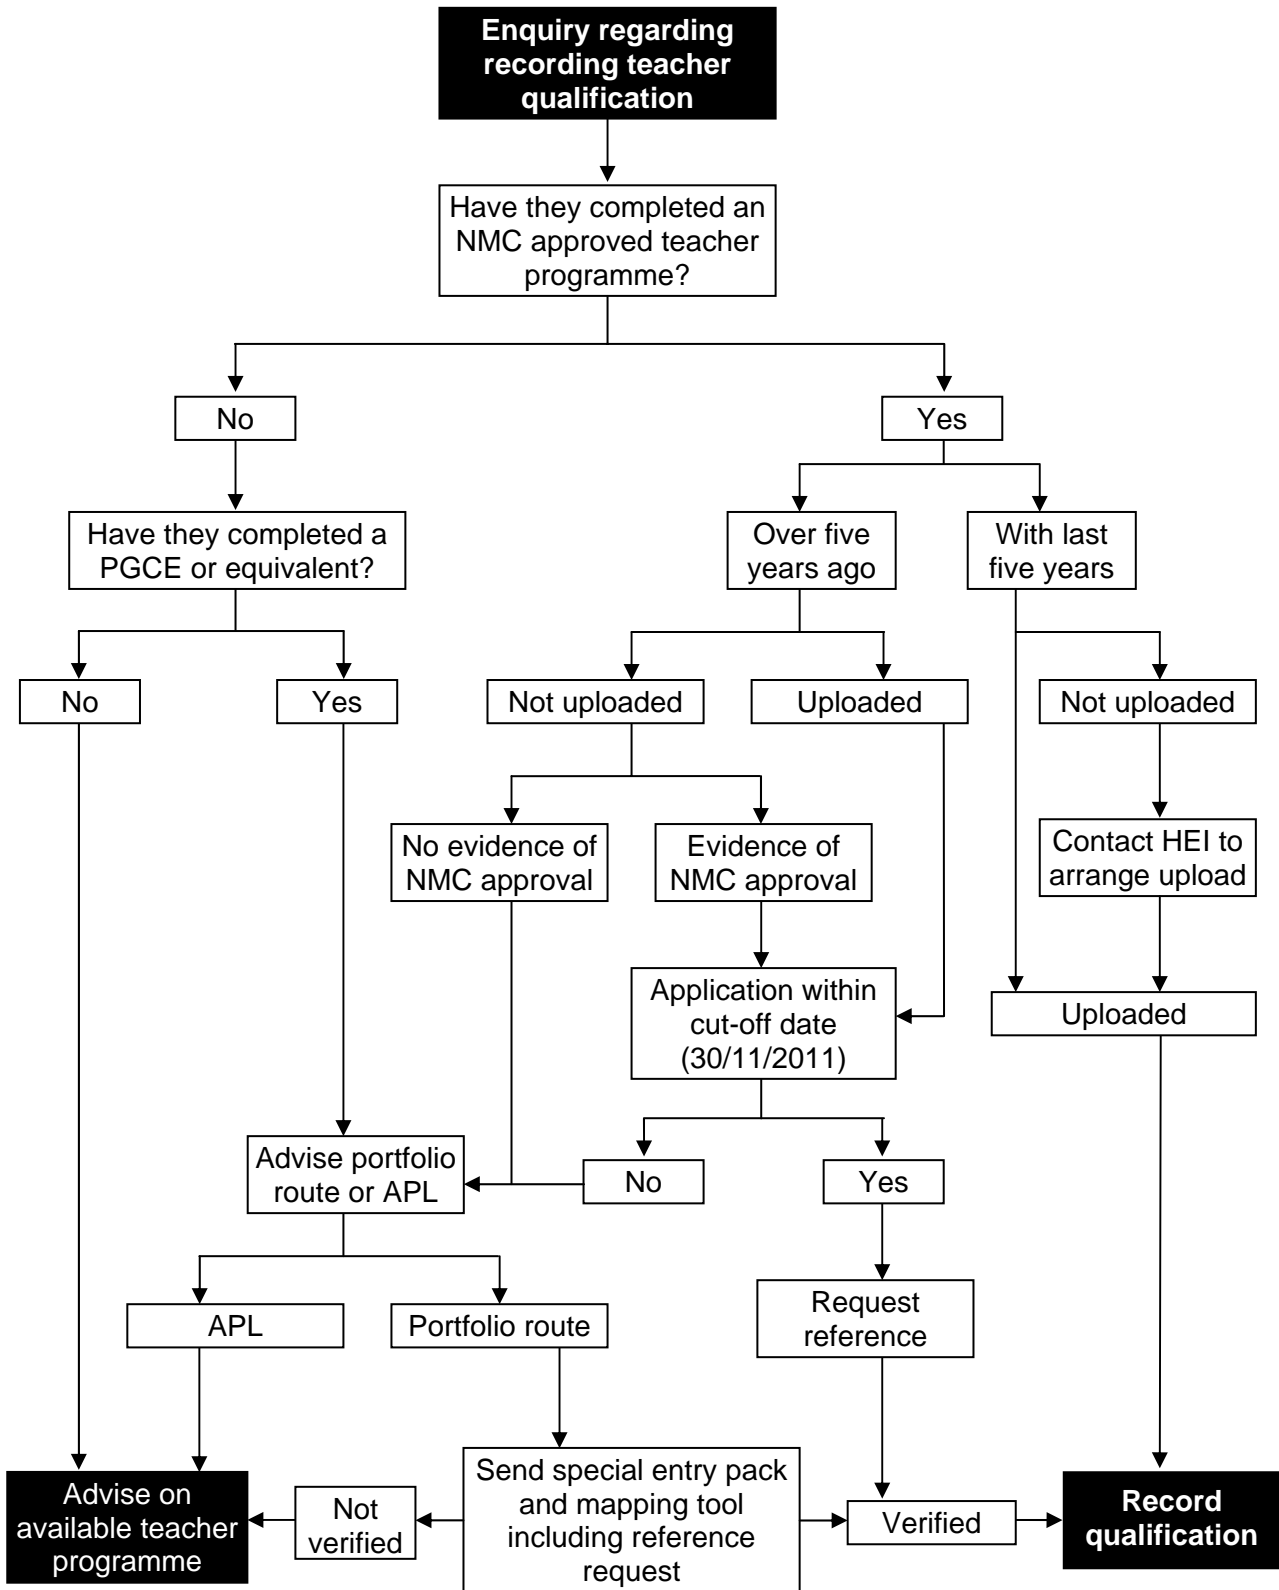 Enquiry regarding
recording teacher
qualification
Have they completed an
NMC approved teacher
programme?
No
Yes
Have they completed a
PGCE or equivalent?
Over five
years ago
With last
five years
No
Yes
Not uploaded
Uploaded
Not uploaded
No evidence of
NMC approval
Evidence of
NMC approval
Contact HEI to
arrange upload
Application within
cut-off date
(30/11/2011)
Uploaded
Advise portfolio
route or APL
No
Yes
APL
Portfolio route
Request
reference
Advise on
available teacher
programme
Not
verified
Send special entry pack
and mapping tool
including reference
request
Verified
Record
qualification